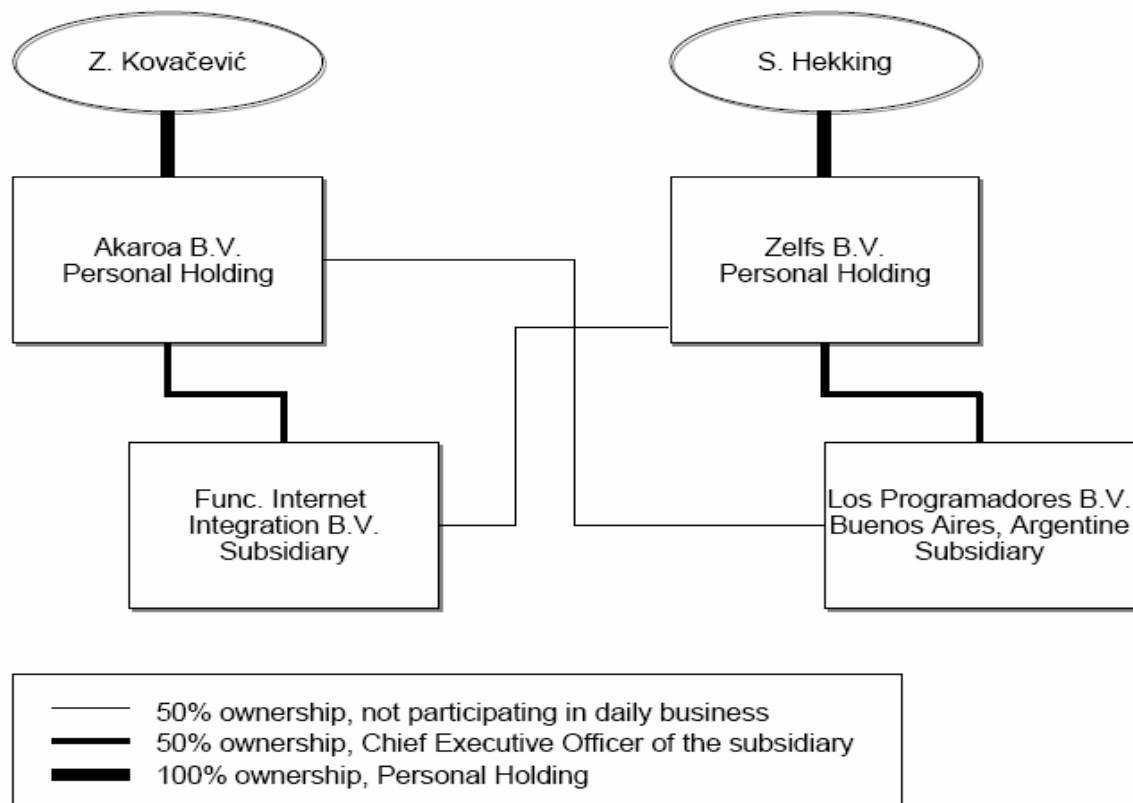 Z. Kovačević
S. Hekking
Akaroa B.V.
Personal Holding
Zelfs B.V.
Personal Holding
Func. Internet
Integration B.V.
Subsidiary
Los Programadores B.V.
Buenos Aires, Argentine
Subsidiary
50% ownership, not participating in daily business
50% ownership, Chief Executive Officer of the subsidiary
100% ownership, Personal Holding